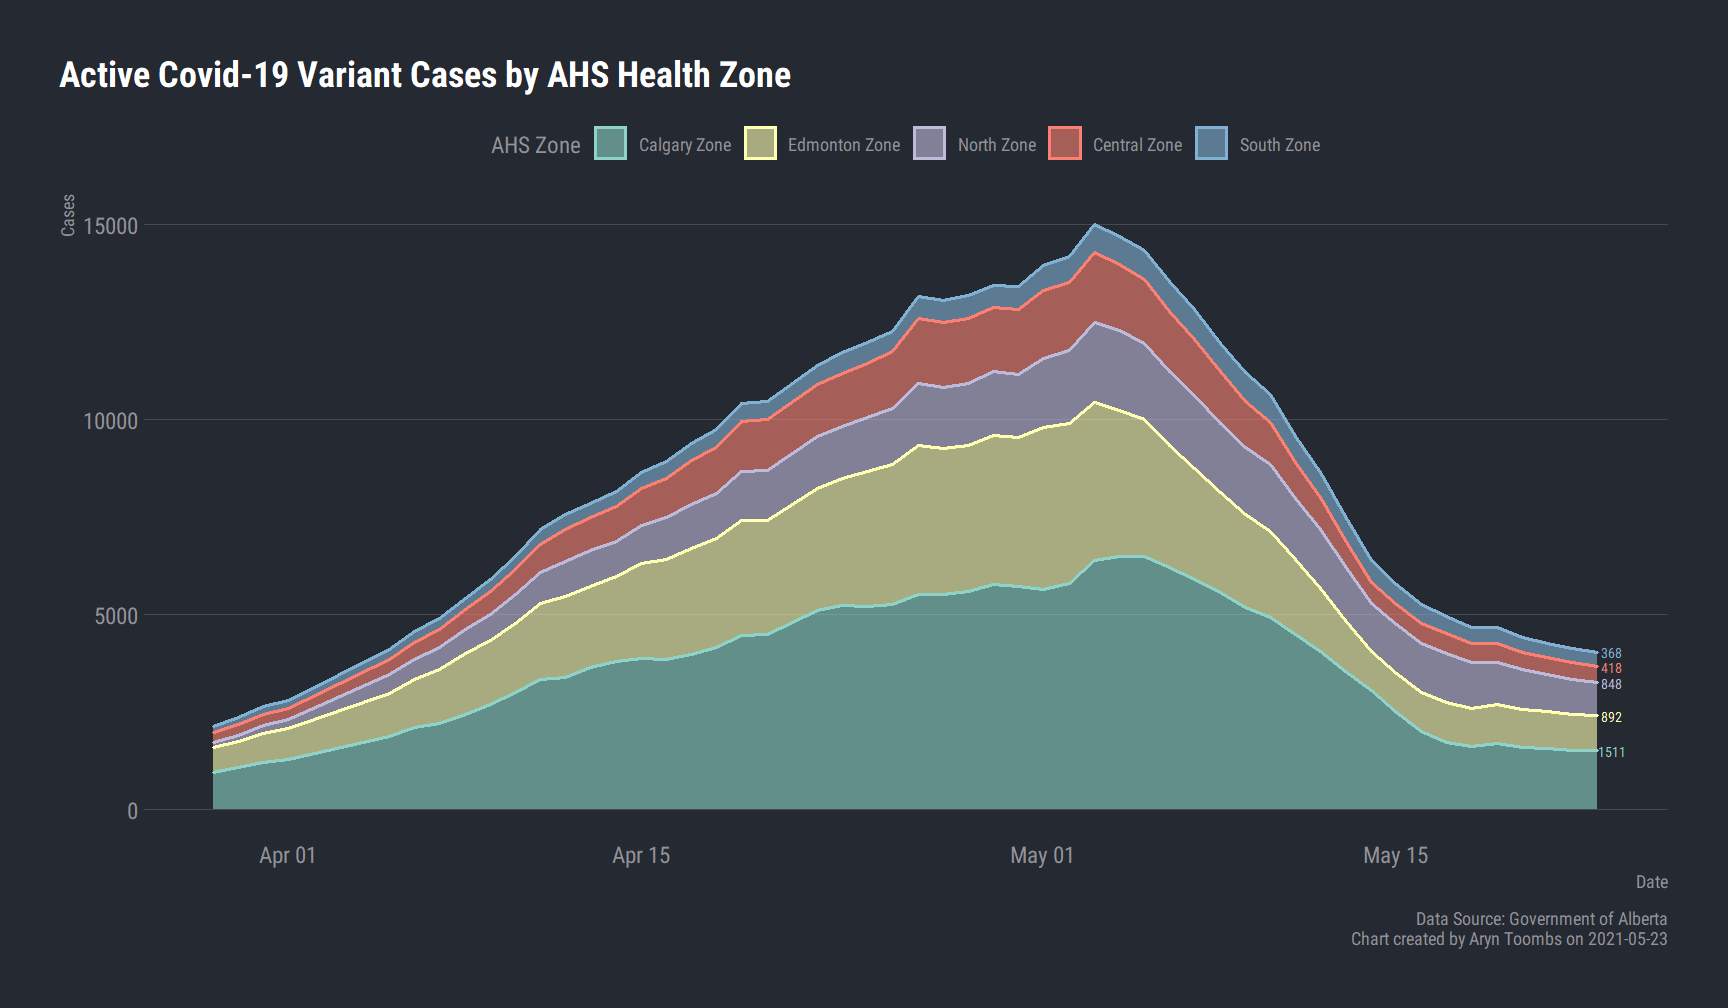 Active Covid-19 Variant Cases by AHS Health Zone
AHS Zone Calgary Zone Edmonton Zone North Zone Central Zone South Zone
Cases
15000
10000
5000
0
368
418
848
892
1511
Apr 01 Apr 15 May 01 May 15
Date
Data Source: Government of Alberta
Chart created by Aryn Toombs on 2021-05-23